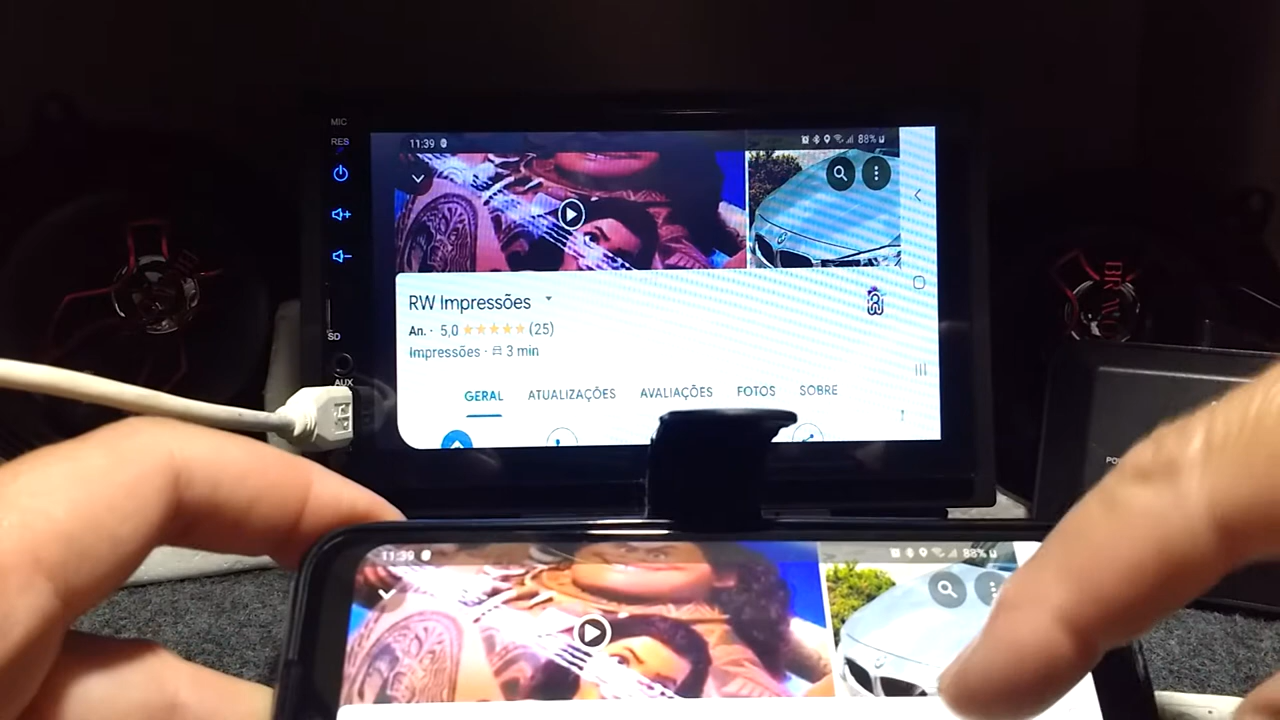 MIC
RES
SD
AUX
11:39
88%
RW Impressões
An. · 5,0 (25)
Impressões · 3 min
GERAL ATUALIZAÇÕES AVALIAÇÕES FOTOS SOBRE
11:39
88%